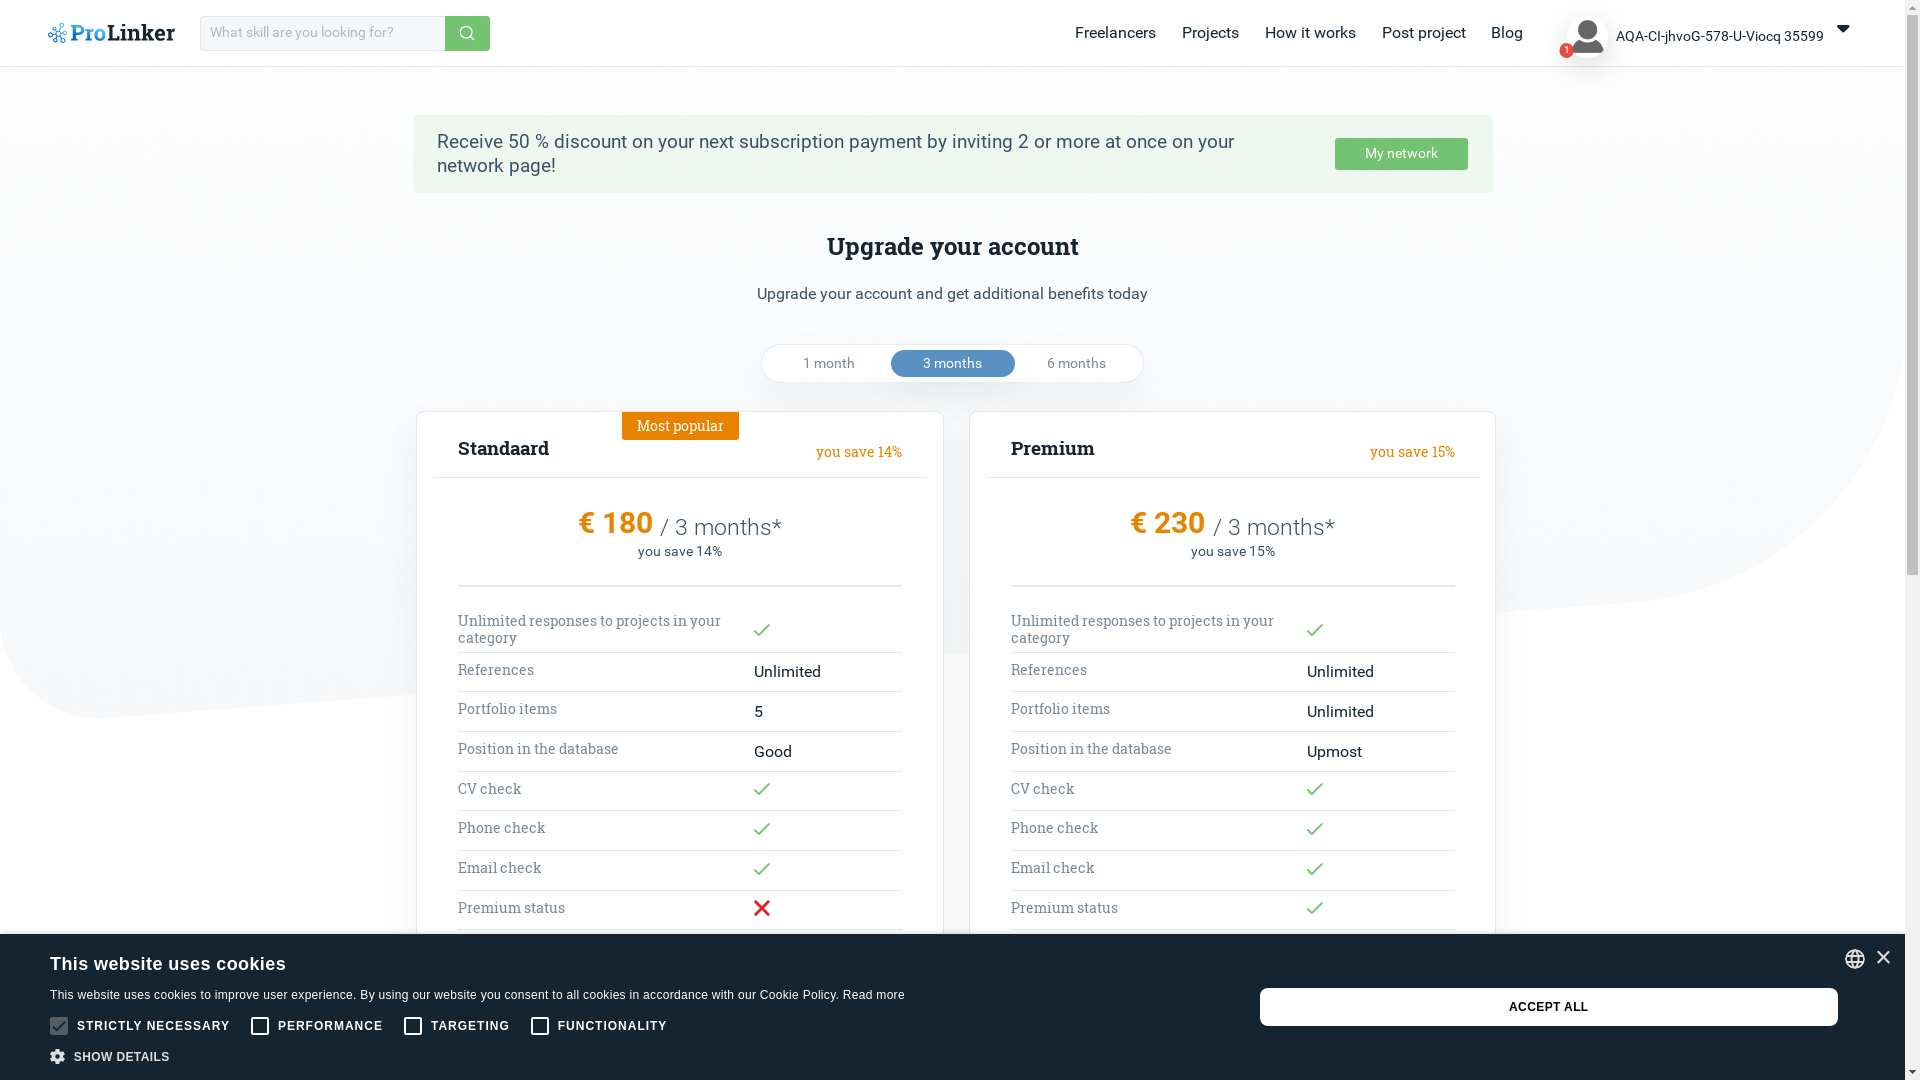 ProLinker
What skill are you looking for?
Freelancers
Projects
How it works
Post project
Blog
1
AQA-CI-jhvoG-578-U-Viocq 35599
Receive 50 % discount on your next subscription payment by inviting 2 or more at once on your
network page!
My network
Upgrade your account
Upgrade your account and get additional benefits today
1 month
3 months
6 months
Most popular
Standaard
you save 14%
€ 180 / 3 months*
you save 14%
Unlimited responses to projects in your
category
References
Unlimited
Portfolio items
5
Position in the database
Good
CV check
Phone check
Email check
Premium status
Premium
you save 15%
€ 230 / 3 months*
you save 15%
Unlimited responses to projects in your
category
References
Unlimited
Portfolio items
Unlimited
Position in the database
Upmost
CV check
Phone check
Email check
Premium status
This website uses cookies
This website uses cookies to improve user experience. By using our website you consent to all cookies in accordance with our Cookie Policy. Read more
STRICTLY NECESSARY
PERFORMANCE
TARGETING
FUNCTIONALITY
SHOW DETAILS
ACCEPT ALL